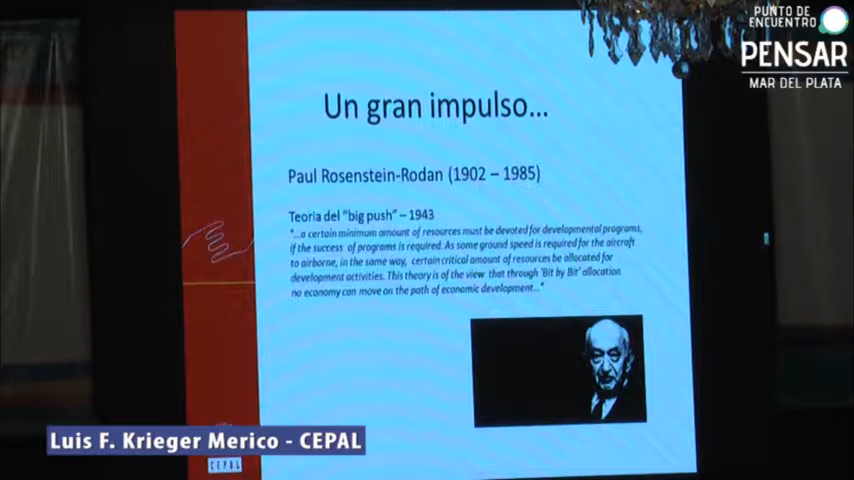 PUNTO DE
ENCUENTRO
PENSAR
MAR DEL PLATA
Un gran impulso...
Paul Rosenstein-Rodan (1902 – 1985)
Teoria del "big push" – 1943
"...a certain minimum amount of resources must be devoted for developmental programs,
if the success of programs is required. As some ground speed is required for the aircraft
to airborne, in the same way, certain critical amount of resources be allocated for
development activities. This theory is of the view that through 'Bit by Bit' allocation
no economy can move on the path of economic development..."
Luis F. Krieger Merico - CEPAL
CEPAL